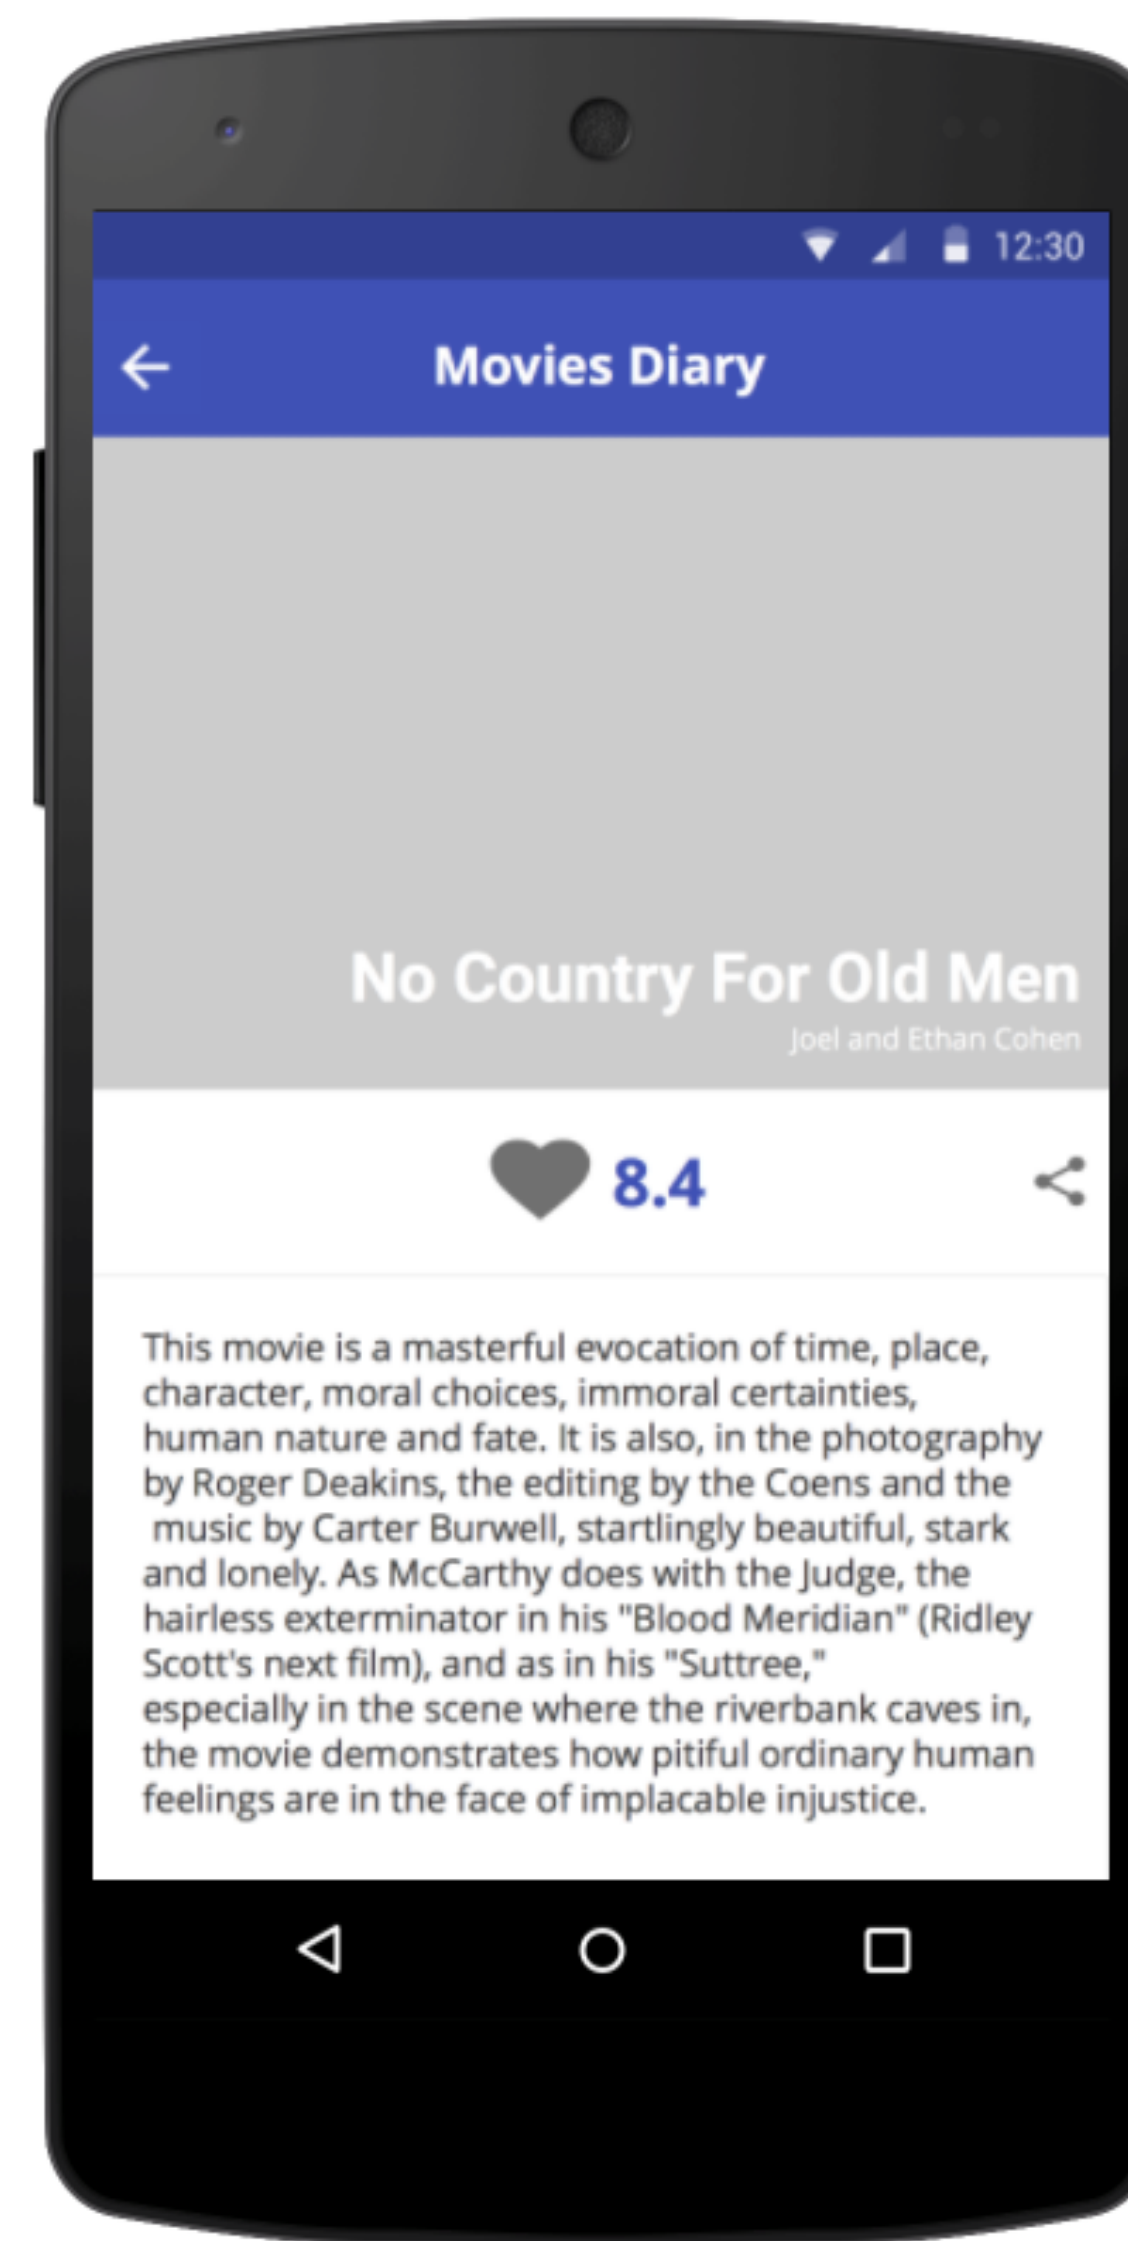 12:30
Movies Diary
No Country For Old Men
Joel and Ethan Cohen
8.4
This movie is a masterful evocation of time, place,
character, moral choices, immoral certainties,
human nature and fate. It is also, in the photography
by Roger Deakins, the editing by the Coens and the
music by Carter Burwell, startlingly beautiful, stark
and lonely. As McCarthy does with the Judge, the
hairless exterminator in his "Blood Meridian" (Ridley
Scott's next film), and as in his "Suttree,"
especially in the scene where the riverbank caves in,
the movie demonstrates how pitiful ordinary human
feelings are in the face of implacable injustice.